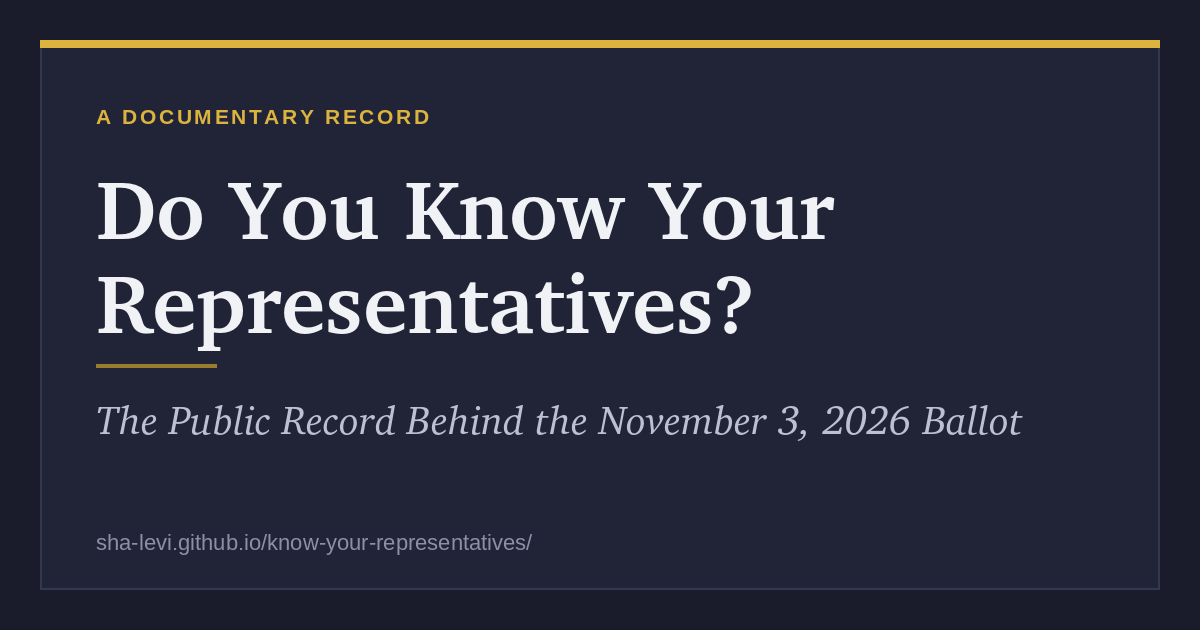 A DOCUMENTARY RECORD
Do You Know Your
Representatives?
The Public Record Behind the November 3, 2026 Ballot
sha-levi.github.io/know-your-representatives/